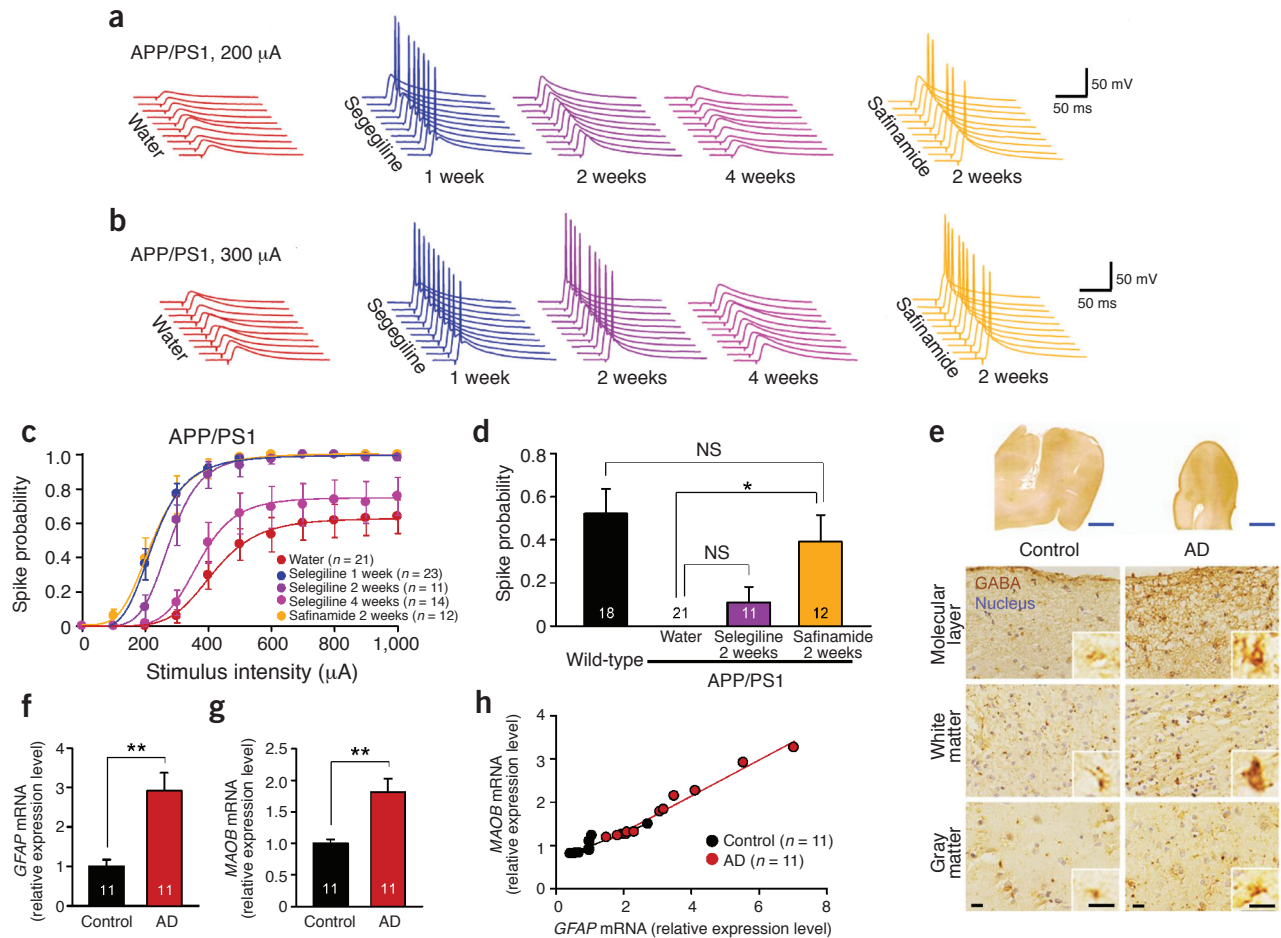 a
APP/PS1, 200 μA
Water
Segegiline
1 week
2 weeks
4 weeks
Safinamide
2 weeks
50 mV
50 ms
b
APP/PS1, 300 μA
Water
Segegiline
1 week
2 weeks
4 weeks
Safinamide
2 weeks
50 mV
50 ms
c
APP/PS1
Spike probability
1.0
0.8
0.6
0.4
0.2
0
0
200
400
600
800
1,000
Stimulus intensity (μA)
Water (n = 21)
Selegiline 1 week (n = 23)
Selegiline 2 weeks (n = 11)
Selegiline 4 weeks (n = 14)
Safinamide 2 weeks (n = 12)
d
Spike probability
0.8
0.6
0.4
0.2
0
NS
*
NS
18
21
11
12
Wild-type
Water
Selegiline
2 weeks
Safinamide
2 weeks
APP/PS1
e
Control
AD
GABA
Nucleus
Molecular
layer
White
matter
Gray
matter
f
GFAP mRNA
(relative expression level)
4
3
2
1
0
**
11
11
Control
AD
g
MAOB mRNA
(relative expression level)
2.5
2.0
1.5
1.0
0.5
0
**
11
11
Control
AD
h
MAOB mRNA
(relative expression level)
4
3
2
1
0
0
2
4
6
8
GFAP mRNA (relative expression level)
Control (n = 11)
AD (n = 11)